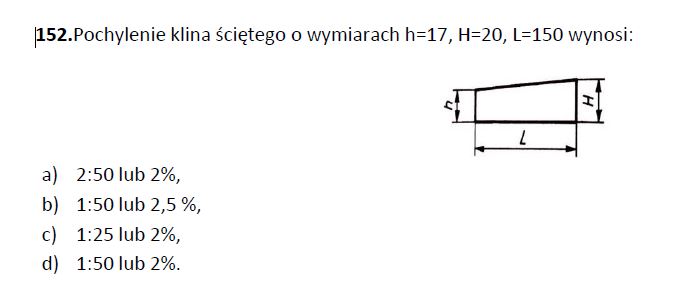 152.Pochylenie klina ściętego o wymiarach h=17, H=20, L=150 wynosi:
h
H
L
a) 2:50 lub 2%,
b) 1:50 lub 2,5 %,
c) 1:25 lub 2%,
d) 1:50 lub 2%.